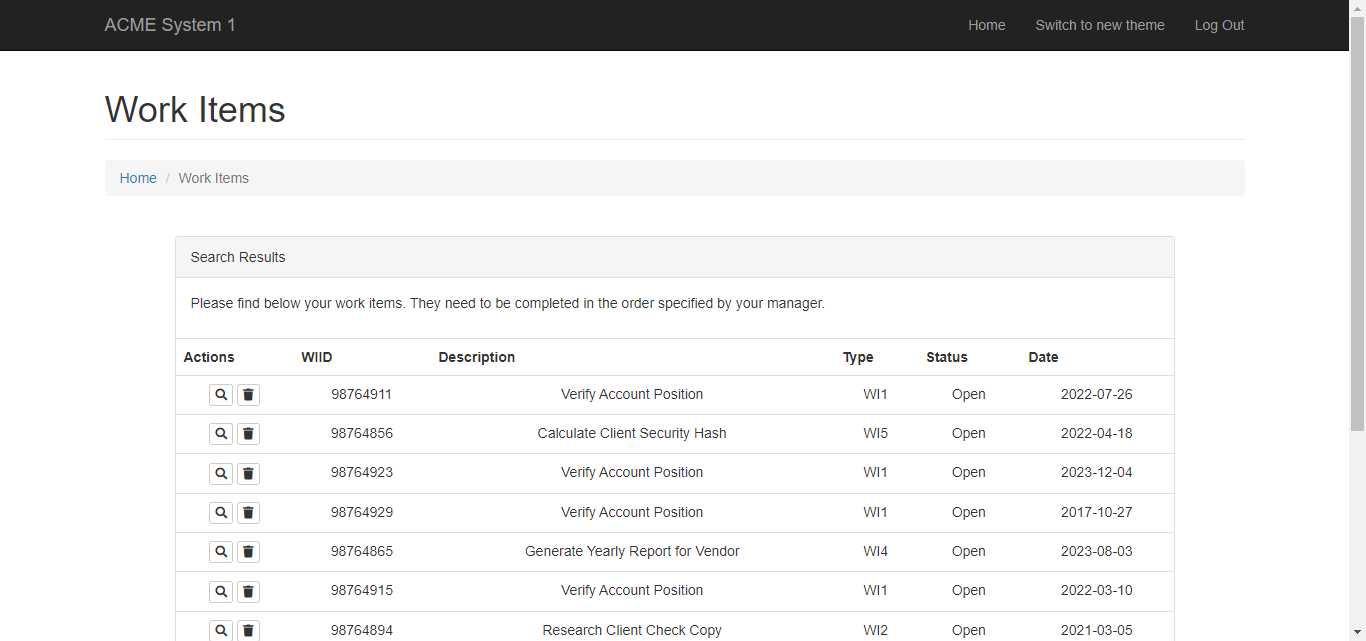 ACME System 1 Home Switch to new theme Log Out
Work Items
Home / Work Items
Search Results
Please find below your work items. They need to be completed in the order specified by your manager.
Actions WIID Description Type Status Date
98764911 Verify Account Position WI1 Open 2022-07-26
98764856 Calculate Client Security Hash WI5 Open 2022-04-18
98764923 Verify Account Position WI1 Open 2023-12-04
98764929 Verify Account Position WI1 Open 2017-10-27
98764865 Generate Yearly Report for Vendor WI4 Open 2023-08-03
98764915 Verify Account Position WI1 Open 2022-03-10
98764894 Research Client Check Copy WI2 Open 2021-03-05